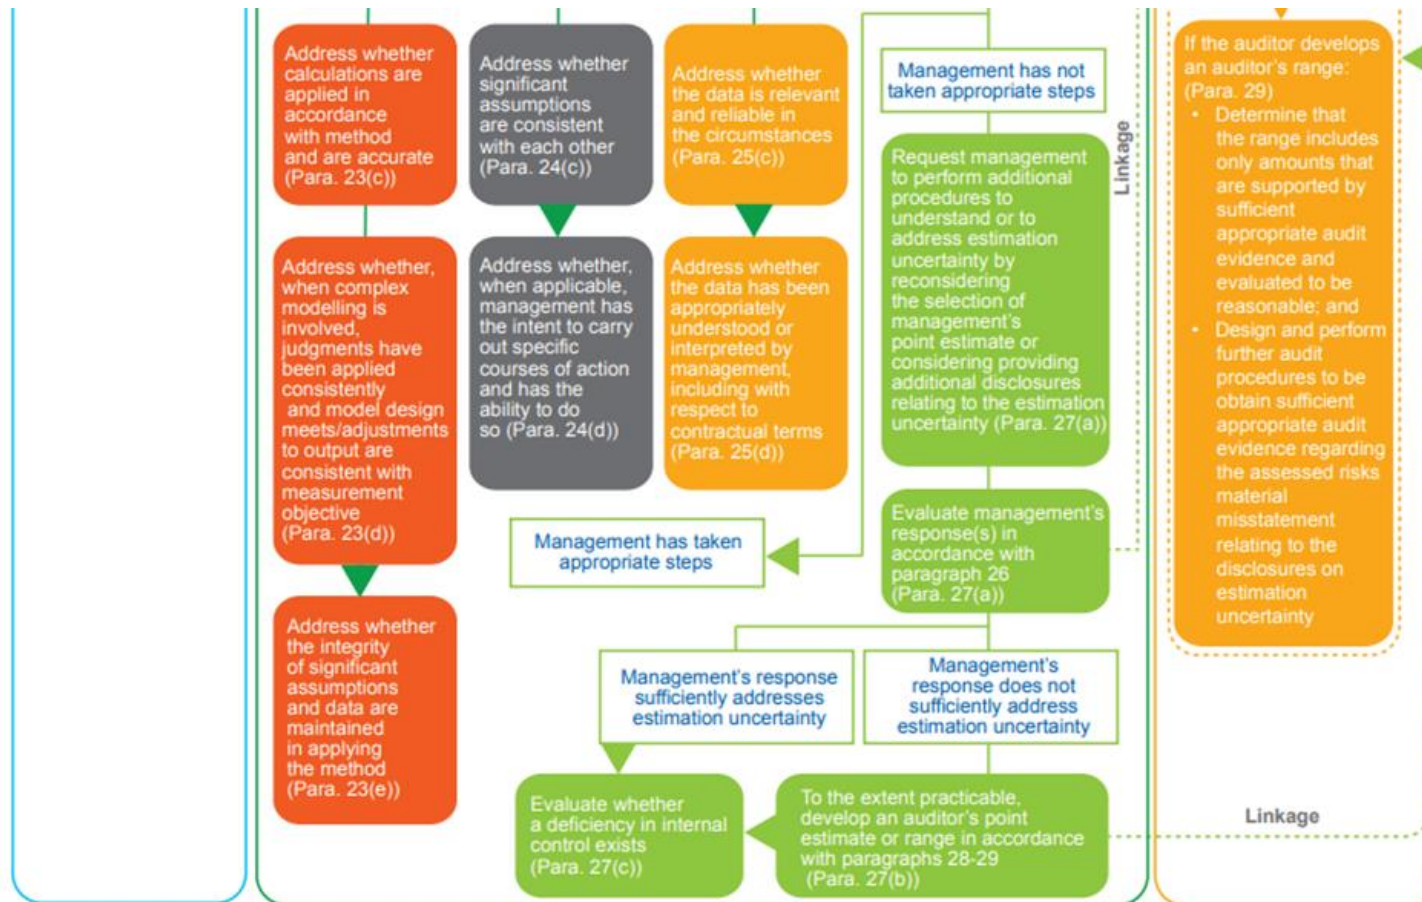 Address whether
calculations are
applied in
accordance
with method
and are accurate
(Para. 23(c))
Address whether,
when complex
modelling is
involved,
judgments have
been applied
consistently
and model design
meets/adjustments
to output are
consistent with
measurement
objective
(Para. 23(d))
Address whether
the integrity
of significant
assumptions
and data are
maintained
in applying
the method
(Para. 23(e))
Address whether
significant
assumptions
are consistent
with each other
(Para. 24(c))
Address whether,
when applicable,
management has
the intent to carry
out specific
courses of action
and has the
ability to do
so (Para. 24(d))
Address whether
the data is relevant
and reliable in
the circumstances
(Para. 25(c))
Address whether
the data has been
appropriately
understood or
interpreted by
management,
including with
respect to
contractual terms
(Para. 25(d))
Management has not
taken appropriate steps
Request management
to perform additional
procedures to
understand or to
address estimation
uncertainty by
reconsidering
the selection of
management's
point estimate or
considering providing
additional disclosures
relating to the estimation
uncertainty (Para. 27(a))
Linkage
Management has taken
appropriate steps
Evaluate management's
response(s) in
accordance with
paragraph 26
(Para. 27(a))
Management's response
sufficiently addresses
estimation uncertainty
Management's
response does not
sufficiently address
estimation uncertainty
Evaluate whether
a deficiency in internal
control exists
(Para. 27(c))
To the extent practicable,
develop an auditor's point
estimate or range in accordance
with paragraphs 28-29
(Para. 27(b))
Linkage
If the auditor develops
an auditor's range:
(Para. 29)
• Determine that
the range includes
only amounts that
are supported by
sufficient
appropriate audit
evidence and
evaluated to be
reasonable; and
• Design and perform
further audit
procedures to be
obtain sufficient
appropriate audit
evidence regarding
the assessed risks
material
misstatement
relating to the
disclosures on
estimation
uncertainty